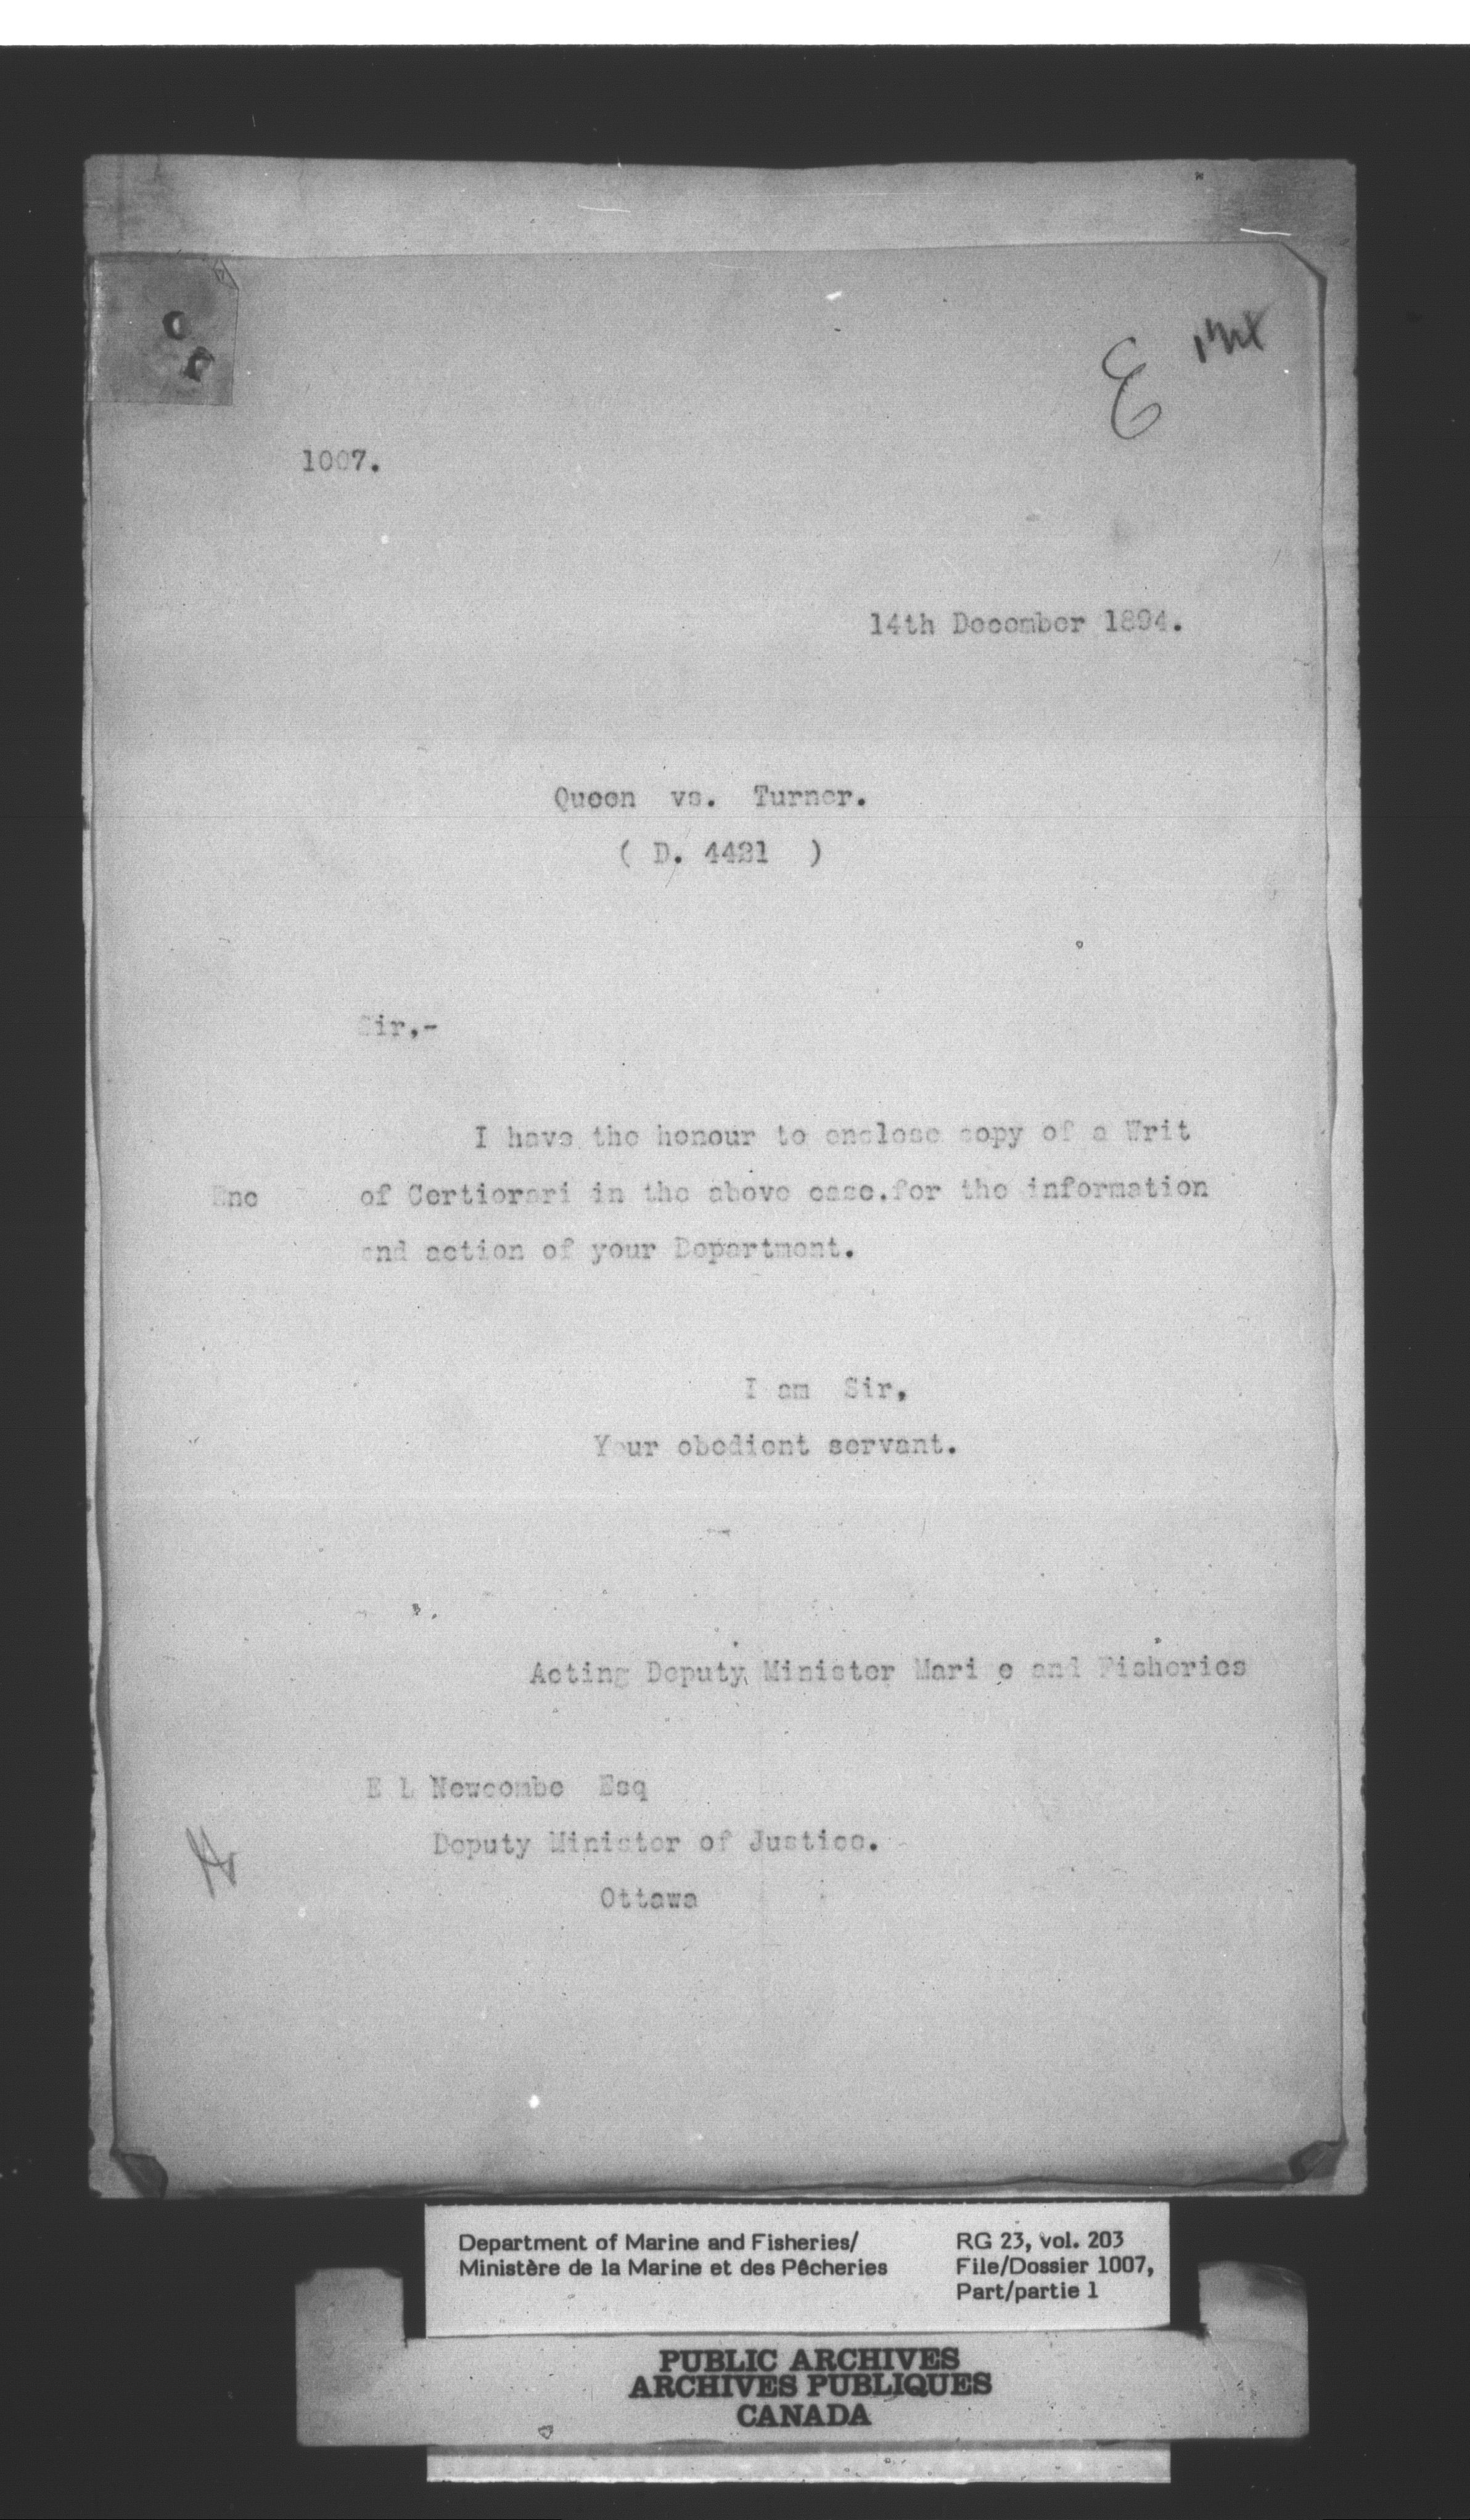 1007.
14th December 1894.
Queen vs. Turner.
( D. 4421 )
Sir,-
I have the honour to enclose copy of a Writ
Enc of Certiorari in the above case.for the information
and action of your Department.
I am Sir,
Your obedient servant.
Acting Deputy Minister Mari e and Fisheries
E L Newcombe Esq
Deputy Minister of Justice.
Ottawa
Department of Marine and Fisheries/
Ministère de la Marine et des Pêcheries
RG 23, vol. 203
File/Dossier 1007,
Part/partie 1
PUBLIC ARCHIVES
ARCHIVES PUBLIQUES
CANADA